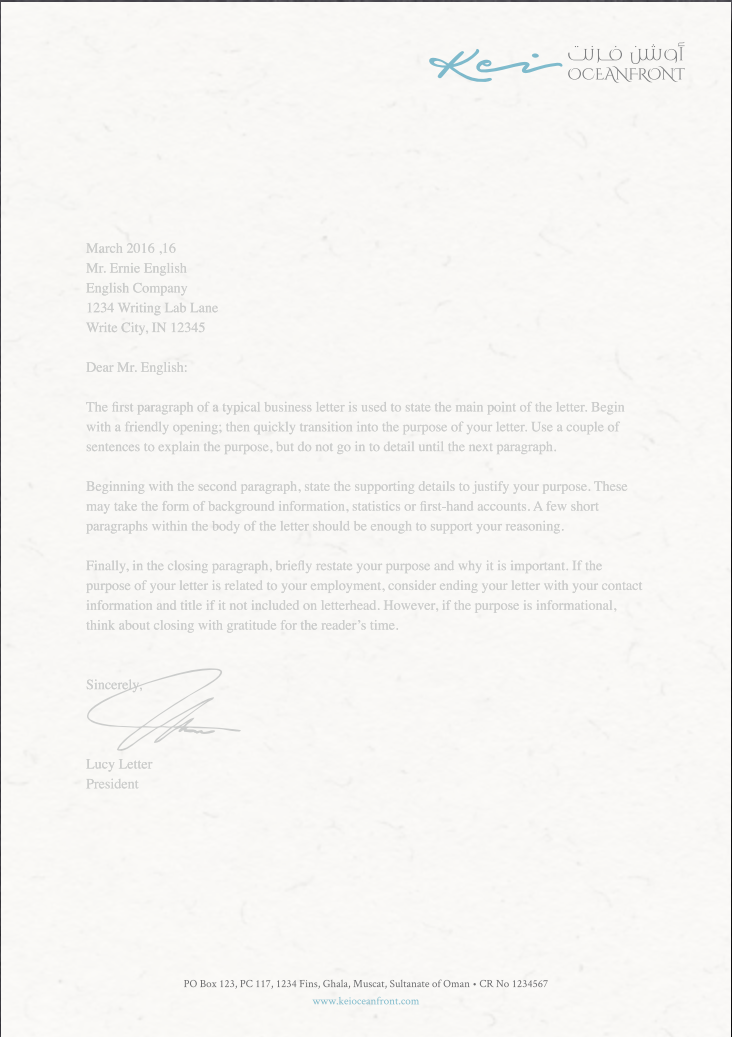 Kei
أوشن فرنت
OCEANFRONT
March 2016 ,16
Mr. Ernie English
English Company
1234 Writing Lab Lane
Write City, IN 12345
Dear Mr. English:
The first paragraph of a typical business letter is used to state the main point of the letter. Begin
with a friendly opening; then quickly transition into the purpose of your letter. Use a couple of
sentences to explain the purpose, but do not go in to detail until the next paragraph.
Beginning with the second paragraph, state the supporting details to justify your purpose. These
may take the form of background information, statistics or first-hand accounts. A few short
paragraphs within the body of the letter should be enough to support your reasoning.
Finally, in the closing paragraph, briefly restate your purpose and why it is important. If the
purpose of your letter is related to your employment, consider ending your letter with your contact
information and title if it not included on letterhead. However, if the purpose is informational,
think about closing with gratitude for the reader's time.
Sincerely,
Lucy Letter
President
PO Box 123, PC 117, 1234 Fins, Ghala, Muscat, Sultanate of Oman • CR No 1234567
www.keioceanfront.com